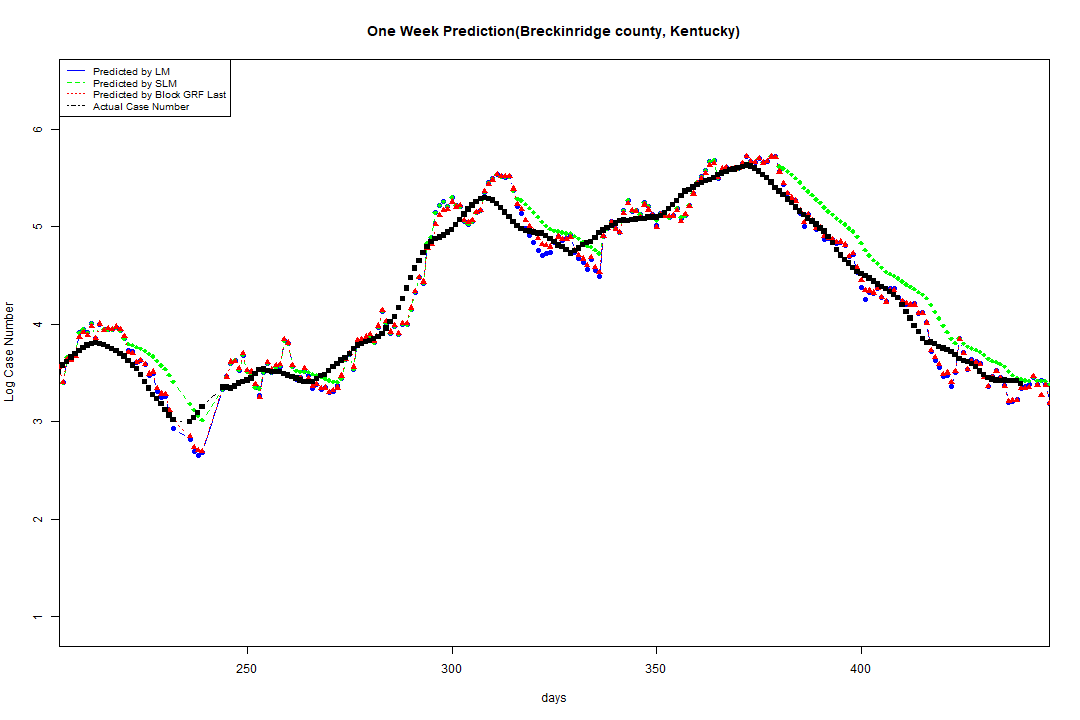 One Week Prediction(Breckinridge county, Kentucky)
Predicted by LM
Predicted by SLM
Predicted by Block GRF Last
Actual Case Number
6
5
4
3
2
1
Log Case Number
250 300 350 400
days